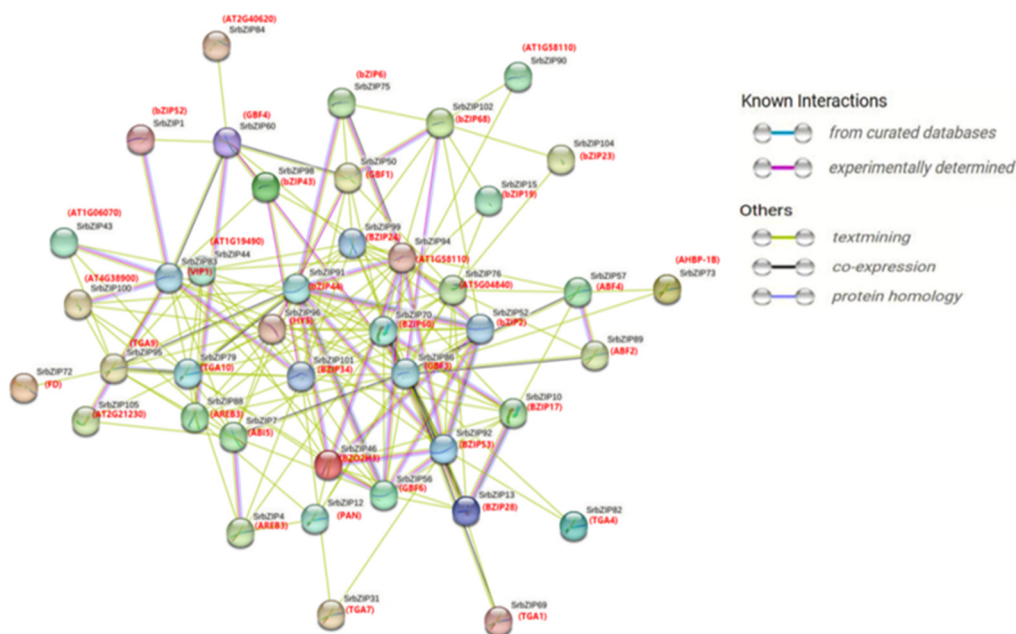 (AT2G40620)
SrbZIP84
(AT1G58110)
SrbZIP90
(bZIP6)
SrbZIP75
(bZIP52)
SrbZIP1
(GBF4)
SrbZIP60
SrbZIP102
(bZIP68)
SrbZIP104
(bZIP23)
SrbZIP98
(bZIP43)
SrbZIP50
(GBF1)
SrbZIP15
(bZIP19)
(AT1G06070)
SrbZIP43
SrbZIP99
(BZIP24)
(AT1G19490)
SrbZIP44
SrbZIP83
(VIP1)
SrbZIP94
(AT1G58110)
(AT4G38900)
SrbZIP100
SrbZIP91
(bZIP44)
SrbZIP76
(AT5G04840)
SrbZIP57
(ABF4)
(AHBP-1B)
SrbZIP73
SrbZIP96
(HY5)
SrbZIP70
(BZIP60)
SrbZIP52
(bZIP2)
(TGA9)
SrbZIP95
SrbZIP89
(ABF2)
SrbZIP79
(TGA10)
SrbZIP101
(BZIP34)
SrbZIP86
(GBF3)
SrbZIP72
(FD)
SrbZIP105
(AT2G21230)
SrbZIP88
(AREB3)
SrbZIP7
(ABI5)
SrbZIP10
(BZIP17)
SrbZIP92
(BZIP53)
SrbZIP46
(BZO2H3)
SrbZIP56
(GBF6)
SrbZIP13
(BZIP28)
SrbZIP12
(PAN)
SrbZIP4
(AREB3)
SrbZIP82
(TGA4)
SrbZIP31
(TGA7)
SrbZIP69
(TGA1)
Known Interactions
from curated databases
experimentally determined
Others
textmining
co-expression
protein homology